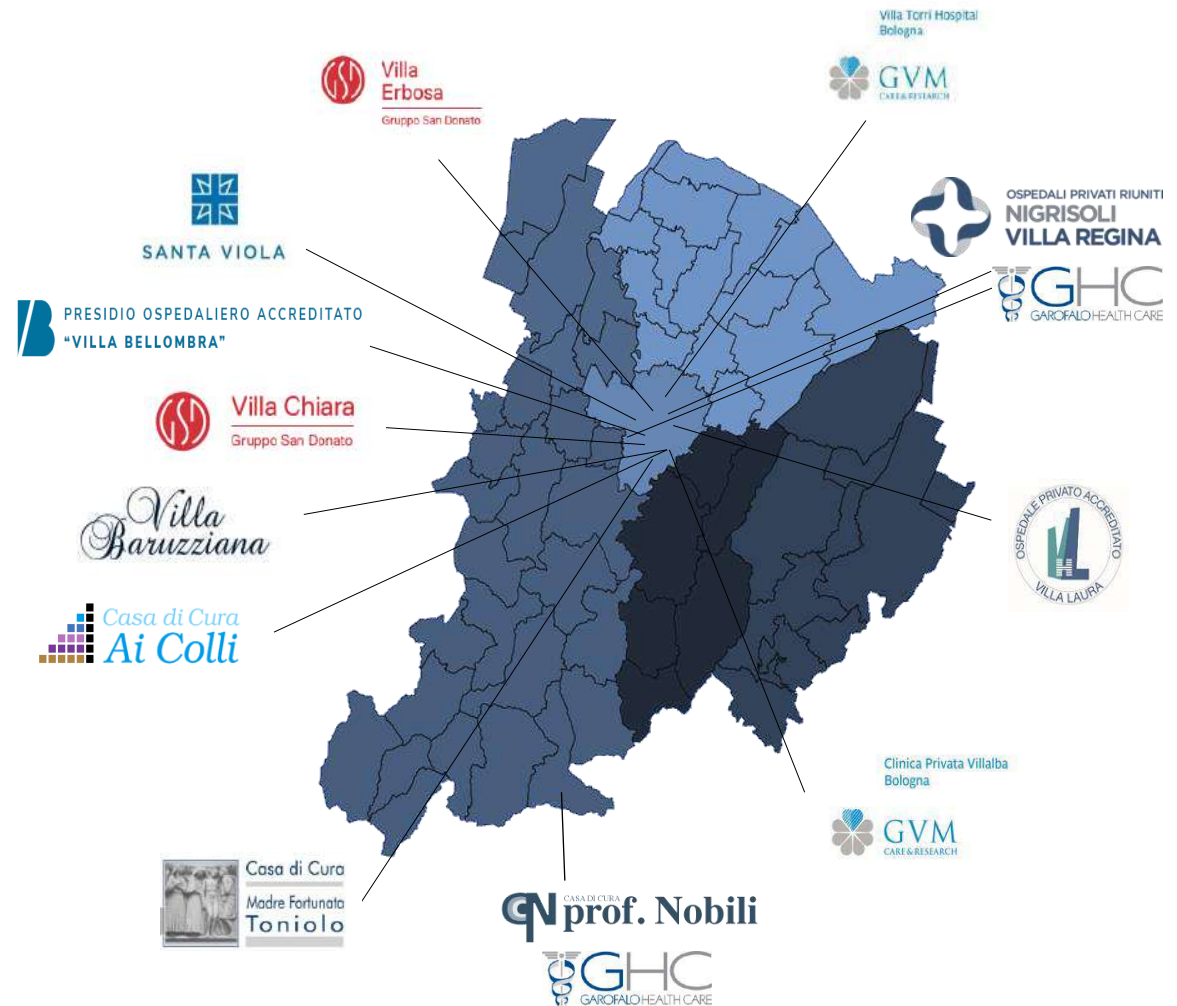 Villa Torri Hospital
Bologna
GVM
CARE & RESEARCH
GSD
Villa
Erbosa
Gruppo San Donato
OSPEDALI PRIVATI RIUNITI
NIGRISOLI
VILLA REGINA
GHC
GAROFALO HEALTH CARE
SANTA VIOLA
PRESIDIO OSPEDALIERO ACCREDITATO
“VILLA BELLOMBRA”
GSD
Villa Chiara
Gruppo San Donato
Villa
Baruzziana
OSPEDALE PRIVATO ACCREDITATO
VILLA LAURA
Casa di Cura
Ai Colli
Clinica Privata Villalba
Bologna
GVM
CARE & RESEARCH
Casa di Cura
Madre Fortunata
Toniolo
CASA DI CURA
prof. Nobili
GHC
GAROFALO HEALTH CARE